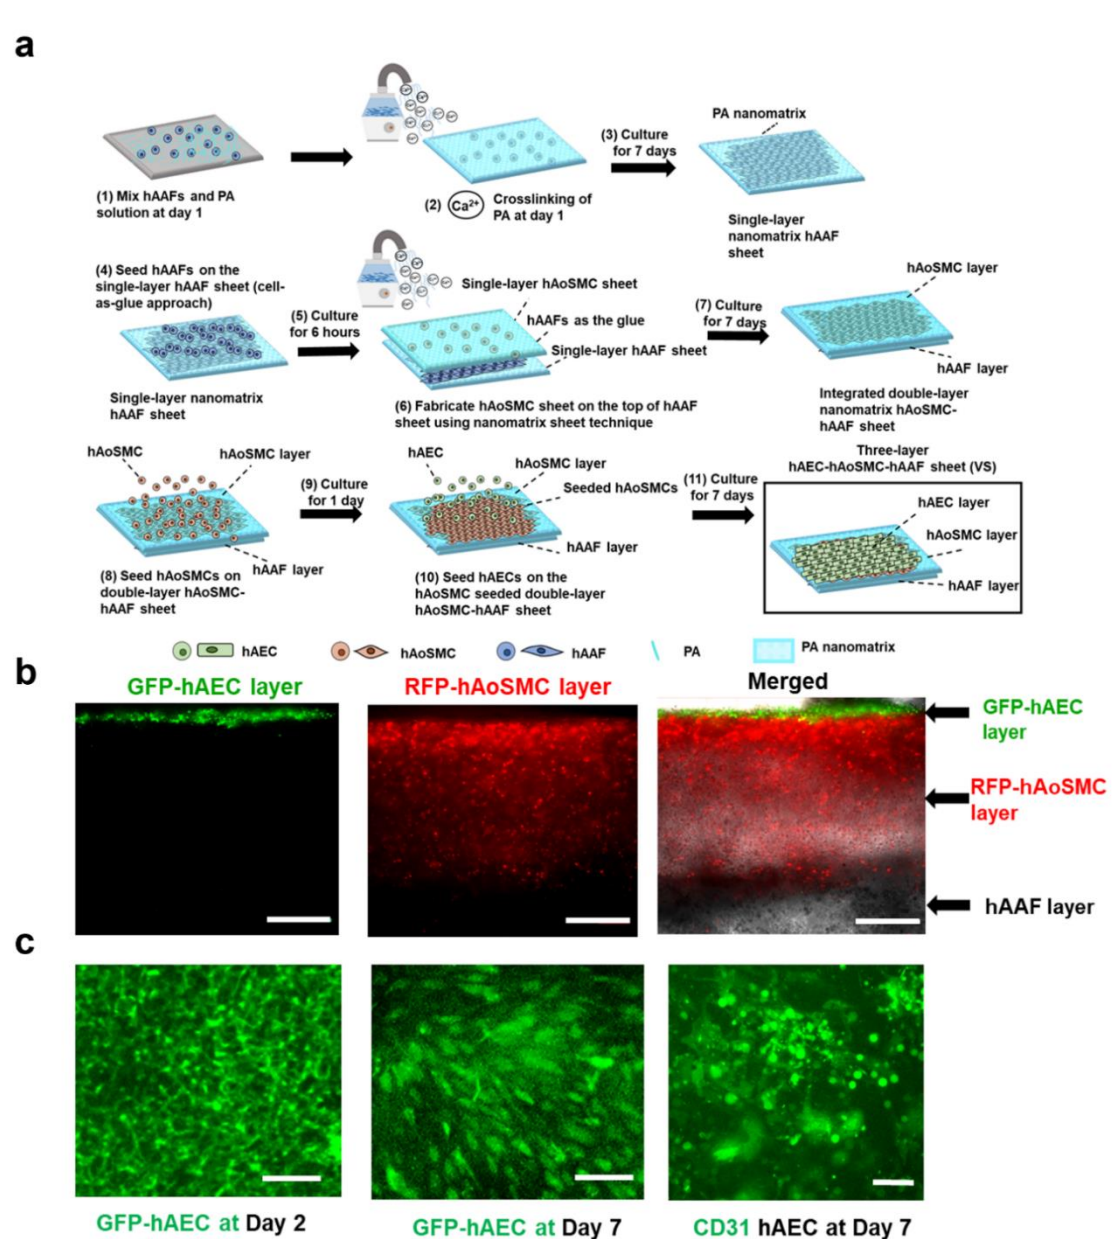 a
(1) Mix hAAFs and PA
solution at day 1
(2) Ca2+ Crosslinking of
PA at day 1
(3) Culture
for 7 days
PA nanomatrix
Single-layer
nanomatrix hAAF
sheet
(4) Seed hAAFs on the
single-layer hAAF sheet (cell-
as-glue approach)
Single-layer nanomatrix
hAAF sheet
(5) Culture
for 6 hours
Single-layer hAoSMC sheet
hAAFs as the glue
Single-layer hAAF sheet
(6) Fabricate hAoSMC sheet on the top of hAAF
sheet using nanomatrix sheet technique
(7) Culture
for 7 days
hAoSMC layer
hAAF layer
Integrated double-layer
nanomatrix hAoSMC-
hAAF sheet
hAoSMC
hAoSMC layer
hAAF layer
(8) Seed hAoSMCs on
double-layer hAoSMC-
hAAF sheet
(9) Culture
for 1 day
hAEC
hAoSMC layer
Seeded hAoSMCs
hAAF layer
(10) Seed hAECs on the
hAoSMC seeded double-layer
hAoSMC-hAAF sheet
(11) Culture
for 7 days
Three-layer
hAEC-hAoSMC-hAAF sheet (VS)
hAEC layer
hAoSMC layer
hAAF layer
hAEC
hAoSMC
hAAF
PA
PA nanomatrix
b
GFP-hAEC layer
RFP-hAoSMC layer
Merged
GFP-hAEC
layer
RFP-hAoSMC
layer
hAAF layer
c
GFP-hAEC at Day 2
GFP-hAEC at Day 7
CD31 hAEC at Day 7